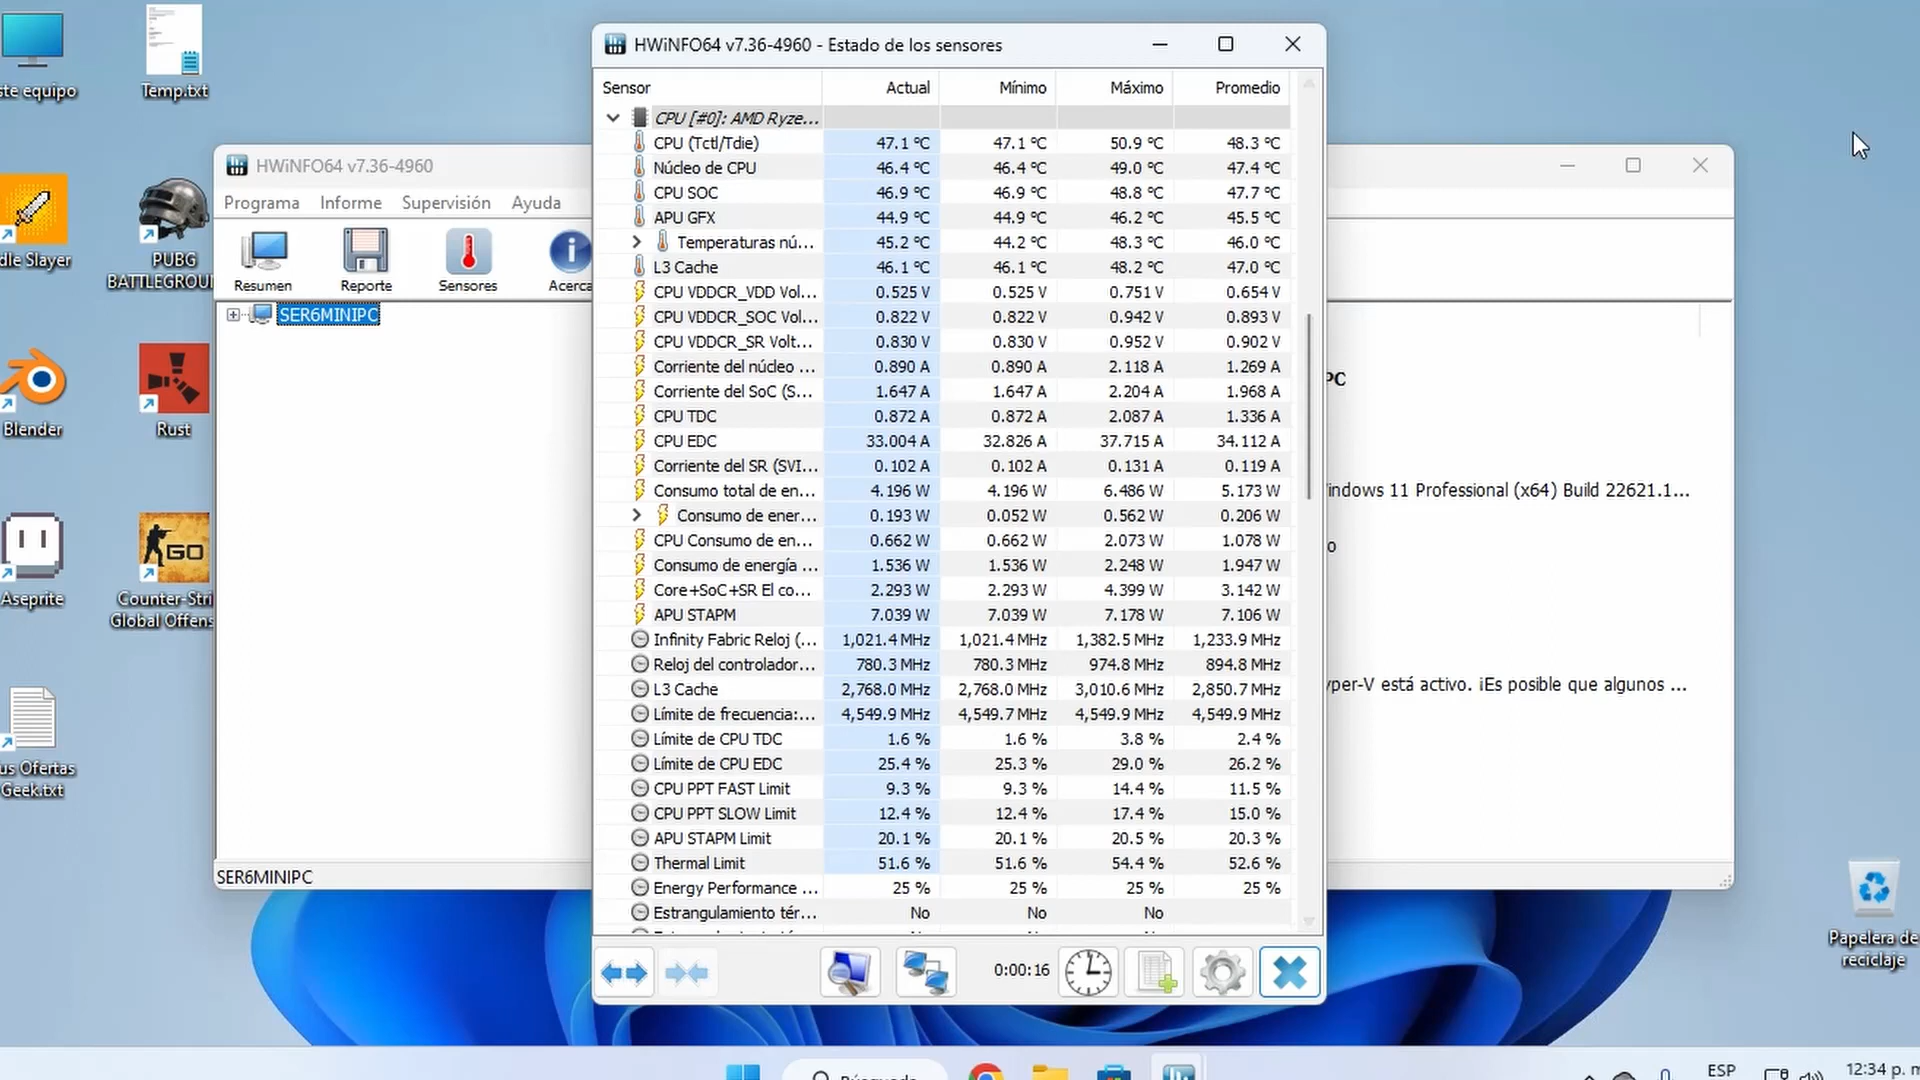 ste equipo
Temp.txt
dle Slayer
PUBG
BATTLEGROU
Blender
Rust
Aseprite
Counter-Stri
Global Offens
GO
us Ofertas
Geek.txt
Papelera de
reciclaje
HWiNFO64 v7.36-4960
Programa Informe Supervisión Ayuda
Resumen Reporte Sensores Acerca
SER6MINIPC
PC
indows 11 Professional (x64) Build 22621.1...
o
yper-V está activo. ¡Es posible que algunos ...
SER6MINIPC
HWiNFO64 v7.36-4960 - Estado de los sensores
Sensor Actual Mínimo Máximo Promedio
CPU [#0]: AMD Ryze...
CPU (Tctl/Tdie) 47.1 °C 47.1 °C 50.9 °C 48.3 °C
Núcleo de CPU 46.4 °C 46.4 °C 49.0 °C 47.4 °C
CPU SOC 46.9 °C 46.9 °C 48.8 °C 47.7 °C
APU GFX 44.9 °C 44.9 °C 46.2 °C 45.5 °C
Temperaturas nú... 45.2 °C 44.2 °C 48.3 °C 46.0 °C
L3 Cache 46.1 °C 46.1 °C 48.2 °C 47.0 °C
CPU VDDCR_VDD Vol... 0.525 V 0.525 V 0.751 V 0.654 V
CPU VDDCR_SOC Vol... 0.822 V 0.822 V 0.942 V 0.893 V
CPU VDDCR_SR Volt... 0.830 V 0.830 V 0.952 V 0.902 V
Corriente del núcleo ... 0.890 A 0.890 A 2.118 A 1.269 A
Corriente del SoC (S... 1.647 A 1.647 A 2.204 A 1.968 A
CPU TDC 0.872 A 0.872 A 2.087 A 1.336 A
CPU EDC 33.004 A 32.826 A 37.715 A 34.112 A
Corriente del SR (SVI... 0.102 A 0.102 A 0.131 A 0.119 A
Consumo total de en... 4.196 W 4.196 W 6.486 W 5.173 W
Consumo de ener... 0.193 W 0.052 W 0.562 W 0.206 W
CPU Consumo de en... 0.662 W 0.662 W 2.073 W 1.078 W
Consumo de energía ... 1.536 W 1.536 W 2.248 W 1.947 W
Core+SoC+SR El co... 2.293 W 2.293 W 4.399 W 3.142 W
APU STAPM 7.039 W 7.039 W 7.178 W 7.106 W
Infinity Fabric Reloj (... 1,021.4 MHz 1,021.4 MHz 1,382.5 MHz 1,233.9 MHz
Reloj del controlador... 780.3 MHz 780.3 MHz 974.8 MHz 894.8 MHz
L3 Cache 2,768.0 MHz 2,768.0 MHz 3,010.6 MHz 2,850.7 MHz
Límite de frecuencia:... 4,549.9 MHz 4,549.7 MHz 4,549.9 MHz 4,549.9 MHz
Límite de CPU TDC 1.6 % 1.6 % 3.8 % 2.4 %
Límite de CPU EDC 25.4 % 25.3 % 29.0 % 26.2 %
CPU PPT FAST Limit 9.3 % 9.3 % 14.4 % 11.5 %
CPU PPT SLOW Limit 12.4 % 12.4 % 17.4 % 15.0 %
APU STAPM Limit 20.1 % 20.1 % 20.5 % 20.3 %
Thermal Limit 51.6 % 51.6 % 54.4 % 52.6 %
Energy Performance ... 25 % 25 % 25 % 25 %
Estrangulamiento tér... No No No
0:00:16
Búsqueda
ESP
12:34 p. m